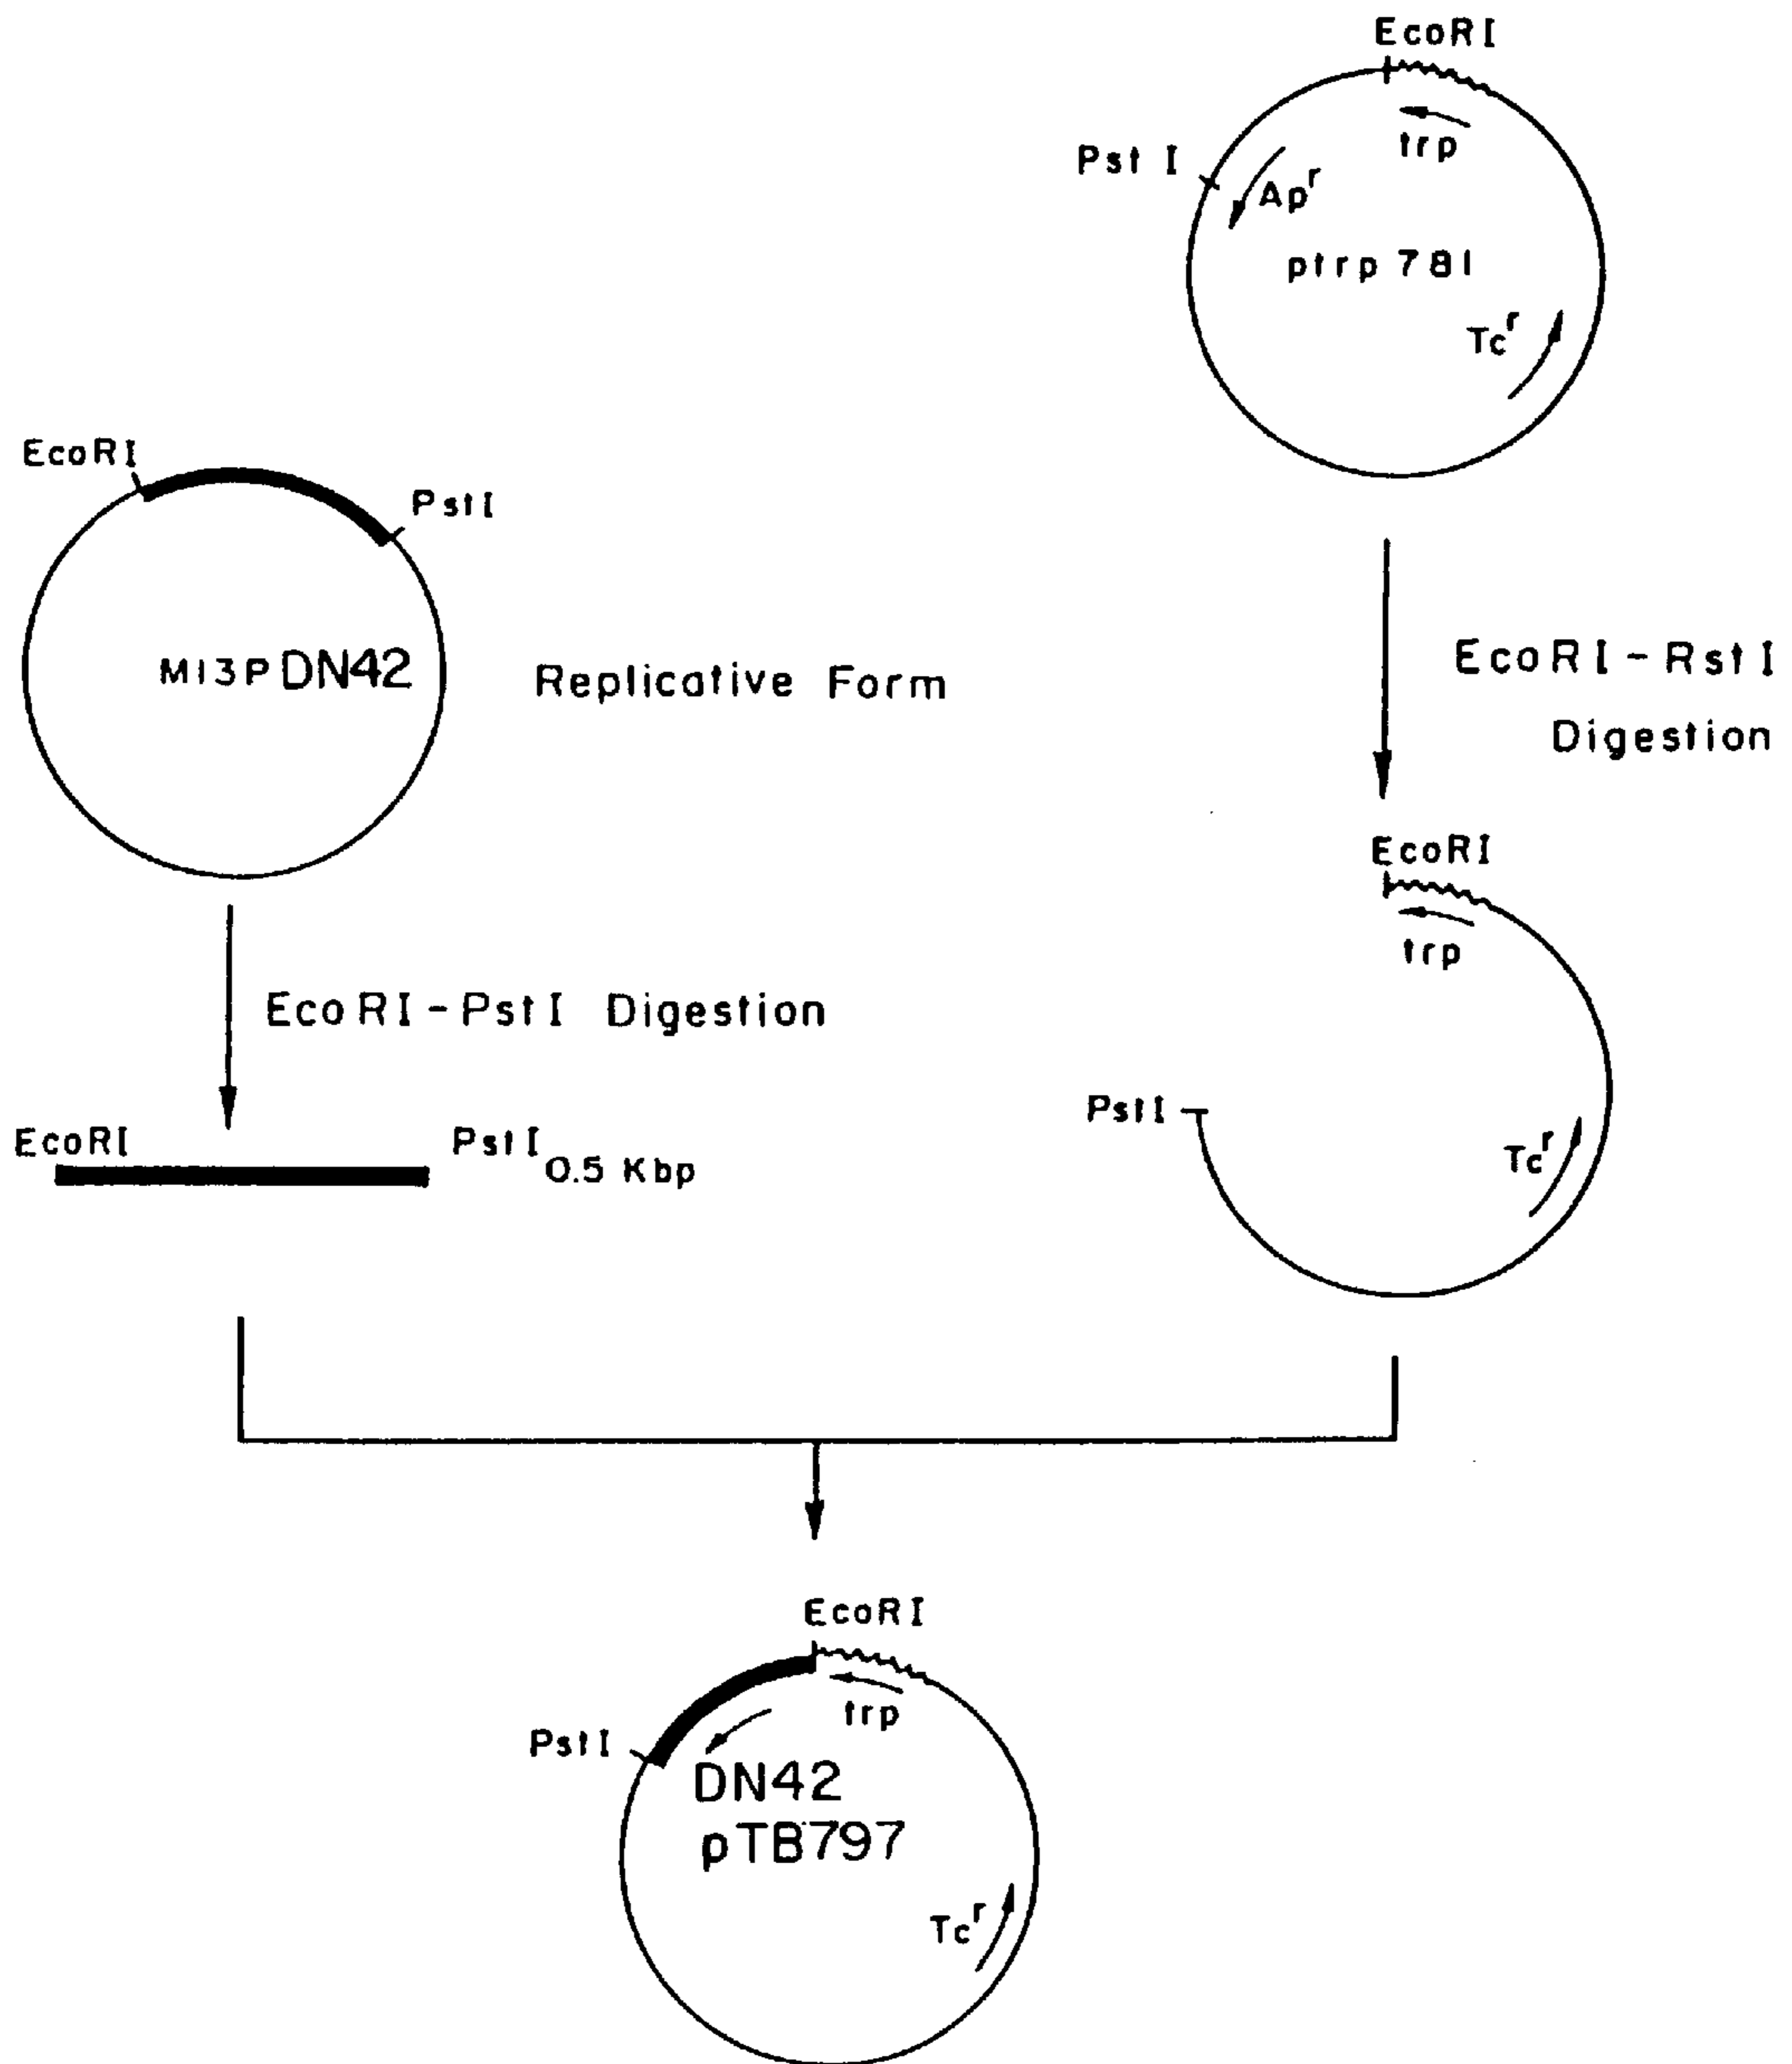 EcoRI
Pst I
trp
Apʳ
ptrp 781
Tcʳ
EcoRI
PstI
M13P DN42
Replicative Form
EcoRI-RstI
Digestion
EcoRI
trp
EcoRI-PstI Digestion
PstI
EcoRI
PstI
0.5 Kbp
Tcʳ
EcoRI
trp
PstI
DN42
pTB797
Tcʳ